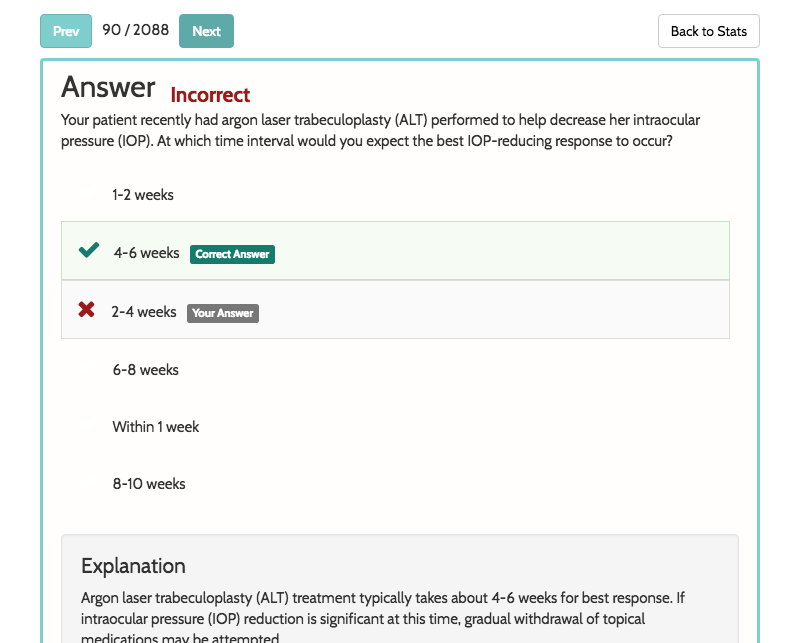 Prev 90 / 2088 Next Back to Stats
Answer Incorrect
Your patient recently had argon laser trabeculoplasty (ALT) performed to help decrease her intraocular
pressure (IOP). At which time interval would you expect the best IOP-reducing response to occur?
1-2 weeks
4-6 weeks Correct Answer
2-4 weeks Your Answer
6-8 weeks
Within 1 week
8-10 weeks
Explanation
Argon laser trabeculoplasty (ALT) treatment typically takes about 4-6 weeks for best response. If
intraocular pressure (IOP) reduction is significant at this time, gradual withdrawal of topical
medications may be attempted